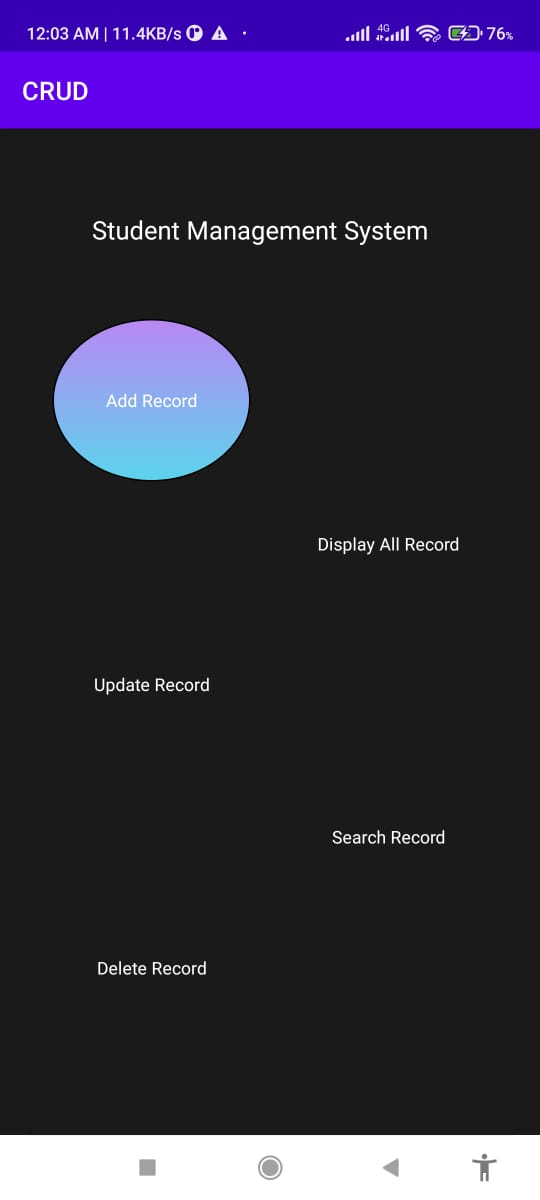 12:03 AM | 11.4KB/s 4G 76%
CRUD
Student Management System
Add Record
Display All Record
Update Record
Search Record
Delete Record